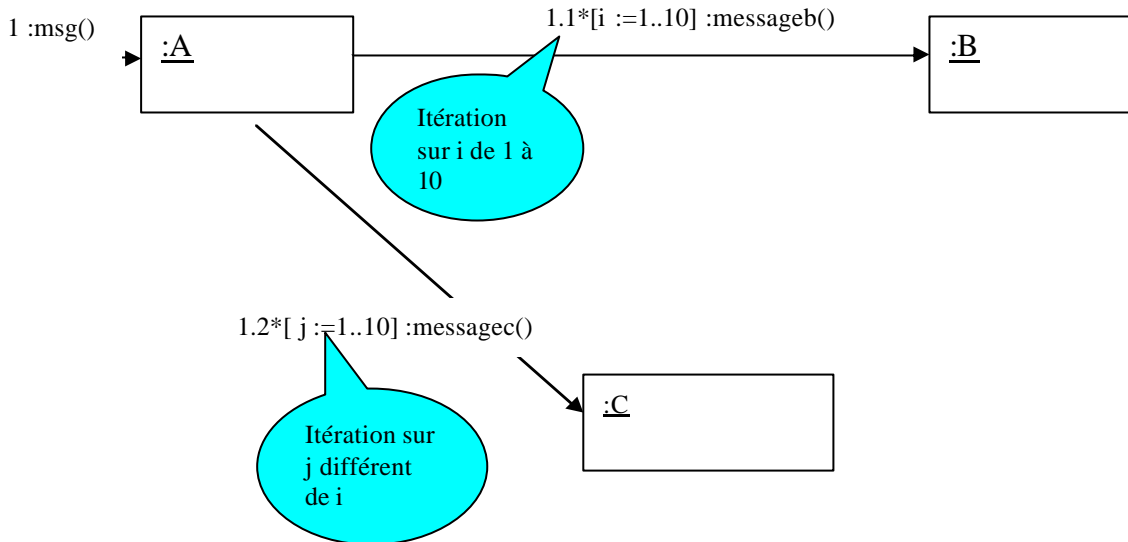 1 :msg()
:A
1.1*[i :=1..10] :messageb()
:B
Itération
sur i de 1 à
10
1.2*[ j :=1..10] :messagec()
:C
Itération sur
j différent
de i